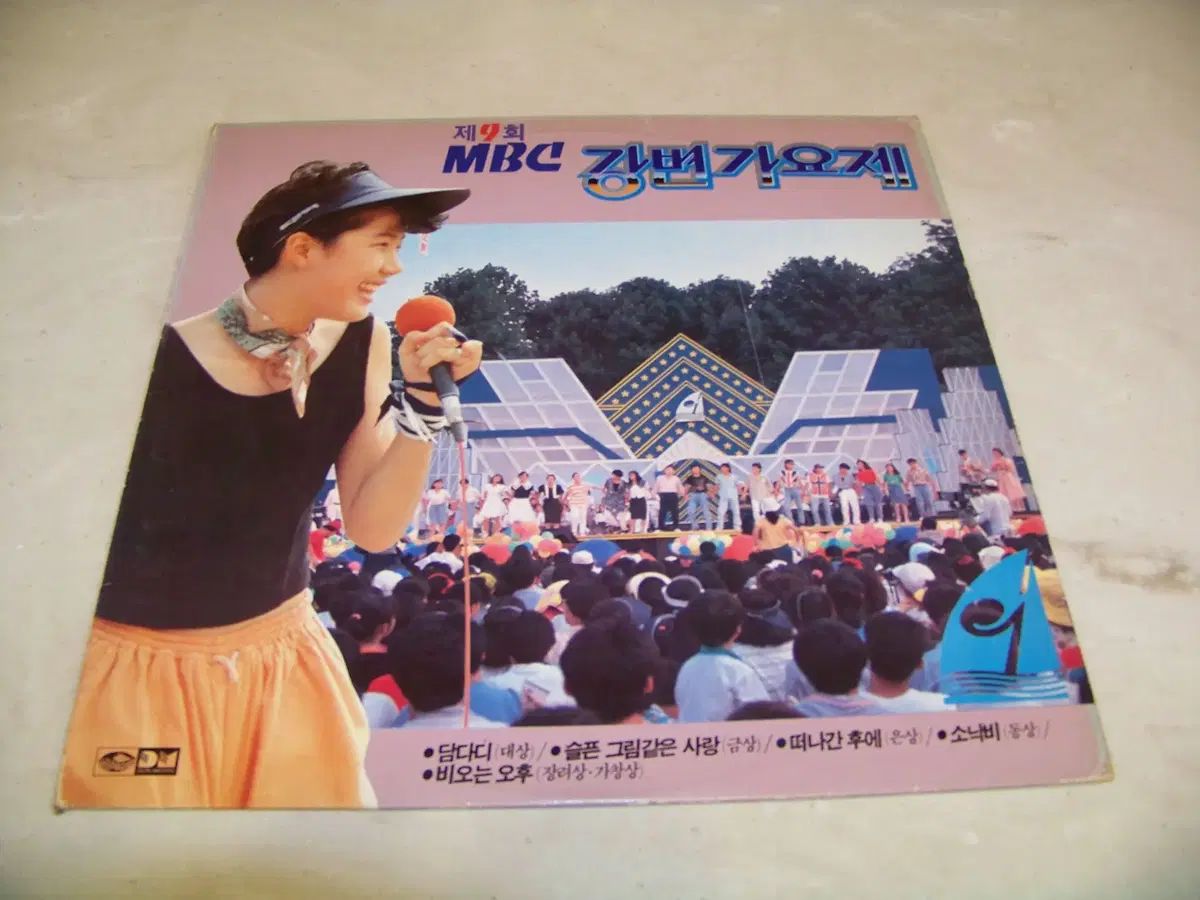 제9회
MBC 강변가요제
•담다디(대상)/•슬픈 그림같은 사랑(금상)/•떠나간 후에(은상)/•소낙비(동상)/
•비오는 오후(장려상·가창상)
9